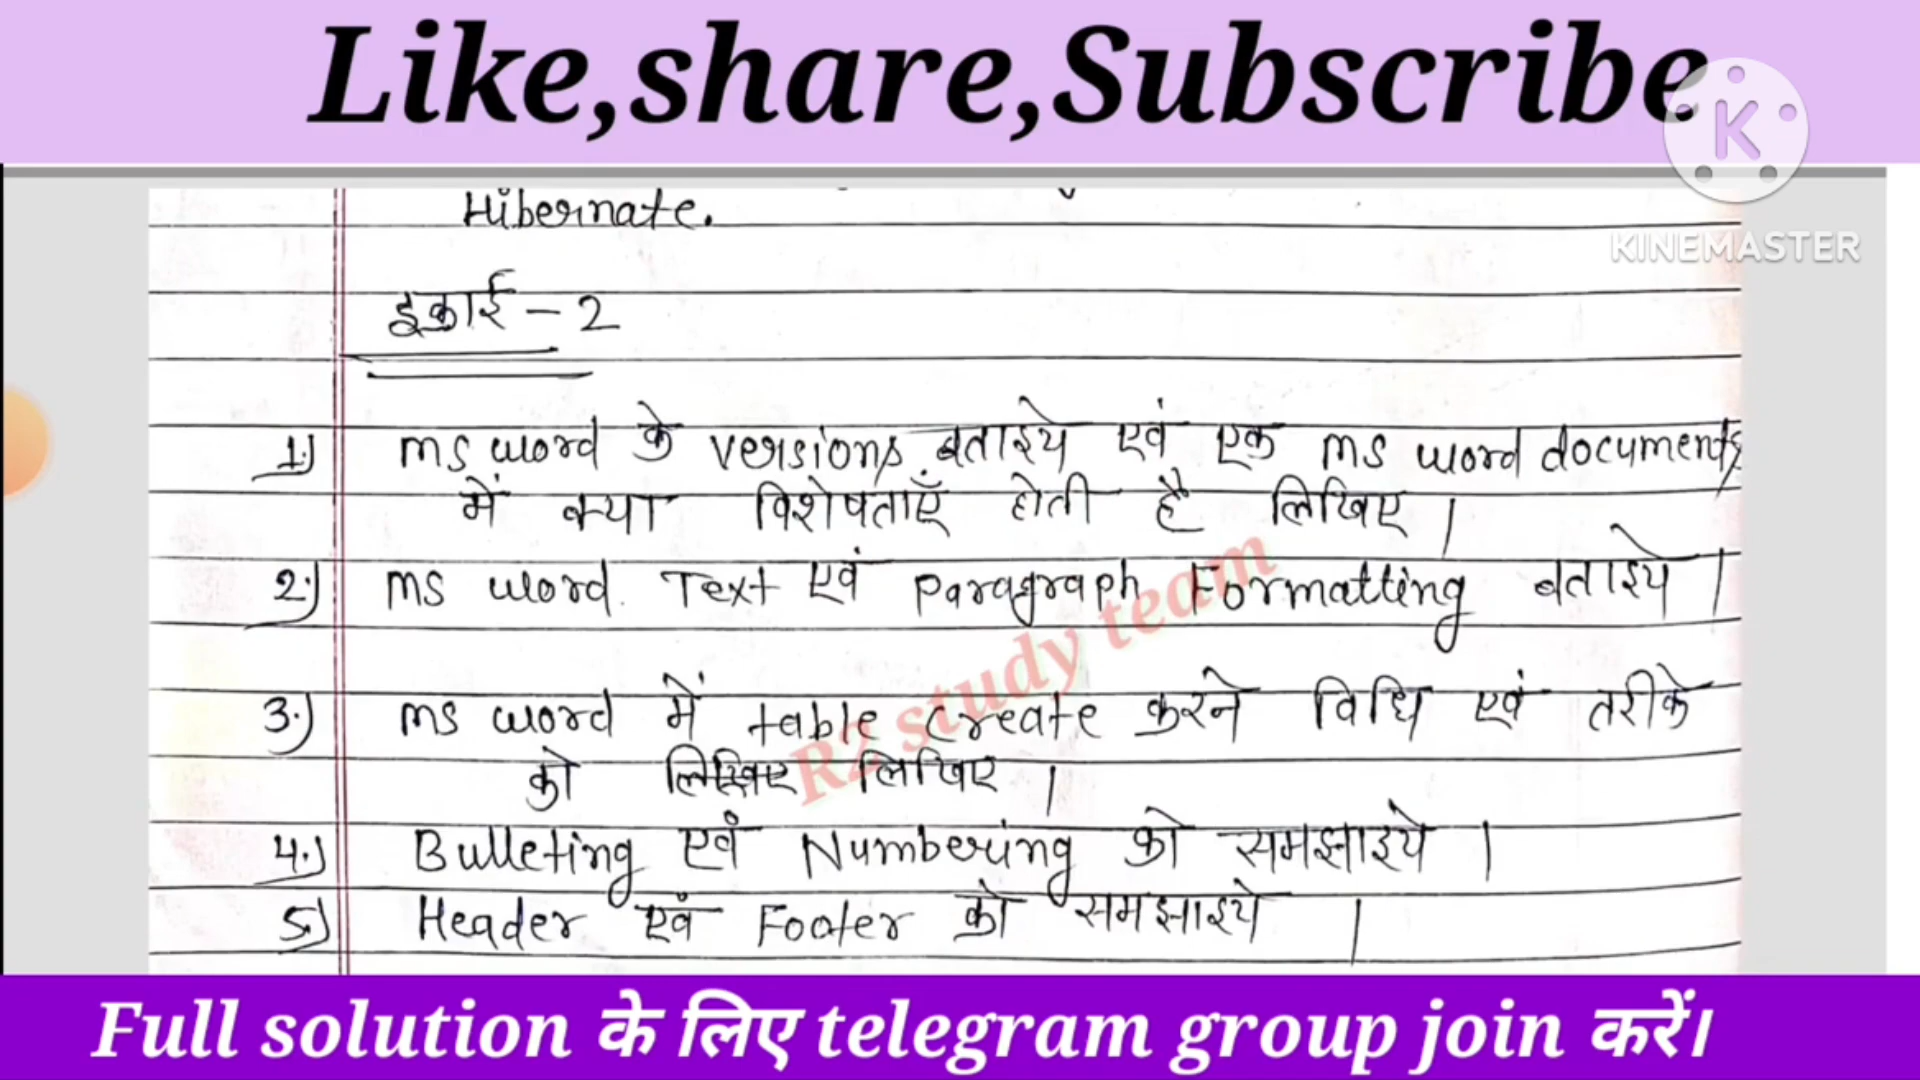 Like,share,Subscribe
K
KINEMASTER
Hibernate.
इकाई - 2
1.) MS word के versions बताइये एवं एक MS word documents
में क्या विशेषताएँ होती है लिखिए |
2.) MS word Text एवं Paragraph Formatting बताइये |
3.) MS word में table create करने विधि एवं तरीके
को लिखिए लिखिए |
4.) Bulleting एवं Numbering को समझाइये |
5.) Header एवं Footer को समझाइये |
R2 study team
Full solution के लिए telegram group join करें।